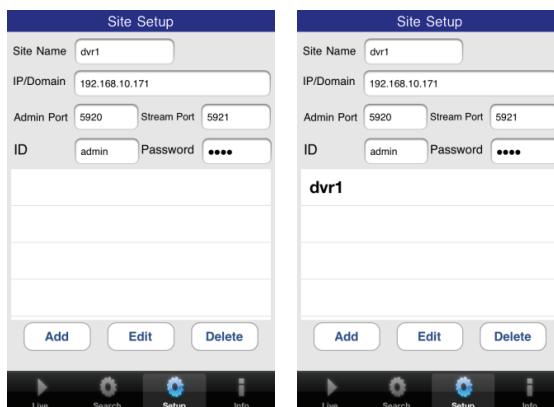 Site Setup
Site Name dvr1
IP/Domain 192.168.10.171
Admin Port 5920 Stream Port 5921
ID admin Password ••••
Add Edit Delete
Live Search Setup Info
Site Setup
Site Name dvr1
IP/Domain 192.168.10.171
Admin Port 5920 Stream Port 5921
ID admin Password ••••
dvr1
Add Edit Delete
Live Search Setup Info